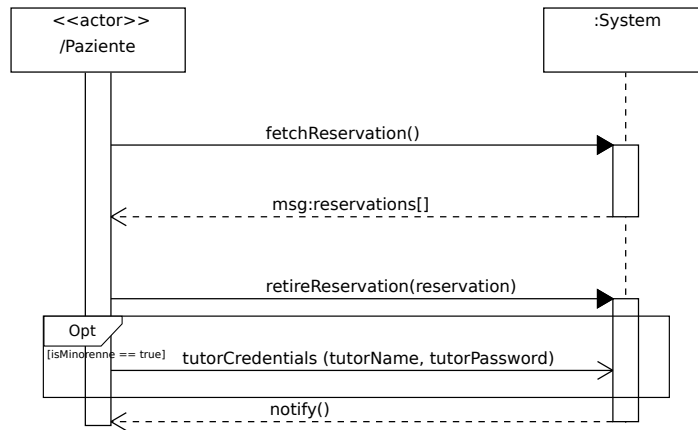 <<actor>>
/Paziente
:System
fetchReservation()
msg:reservations[]
retireReservation(reservation)
Opt
[isMinorenne == true]
tutorCredentials (tutorName, tutorPassword)
notify()